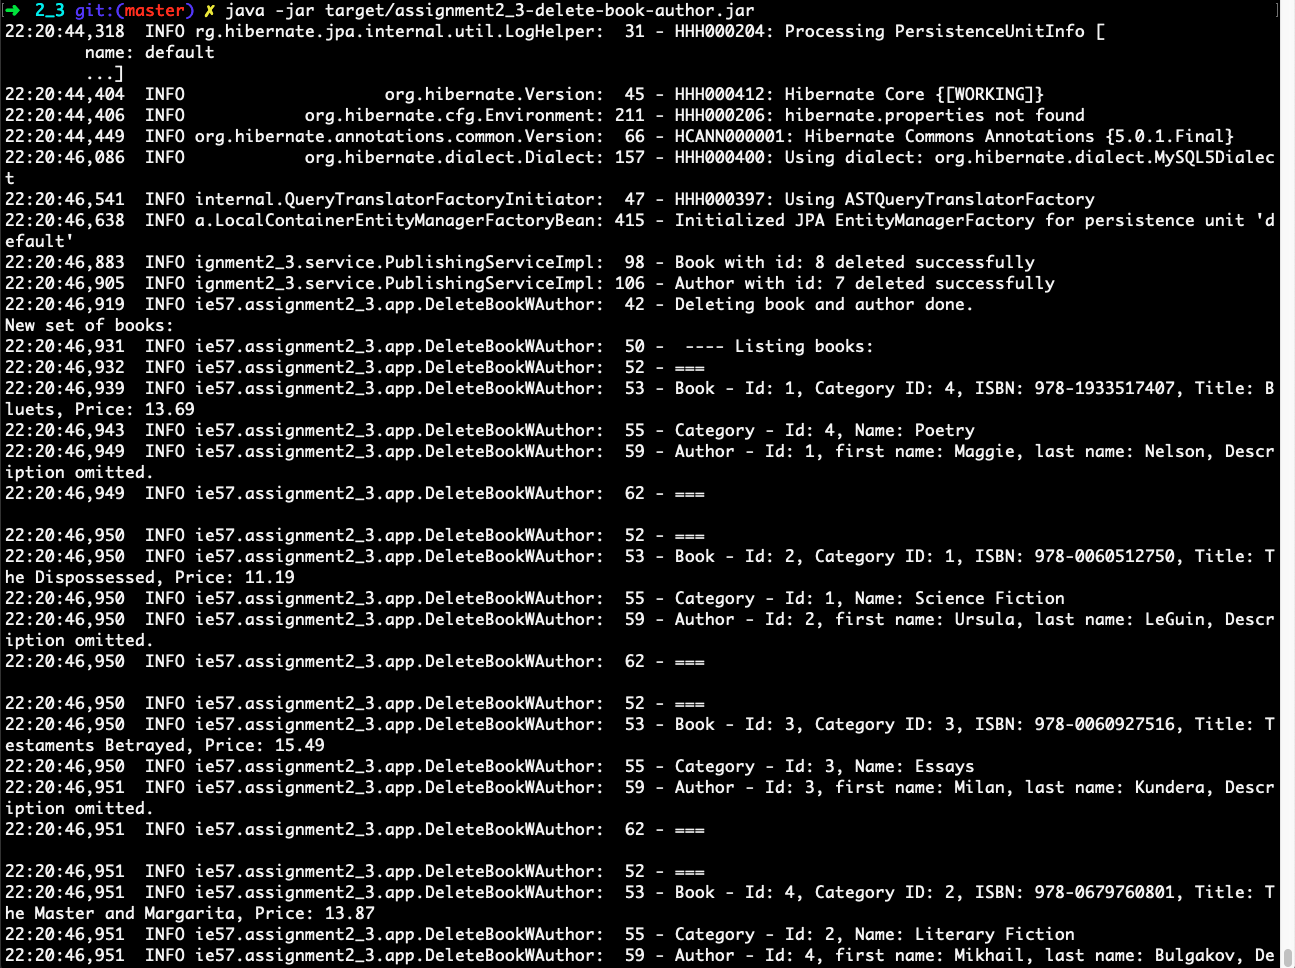 ➜  2_3 git:(master) ✗ java -jar target/assignment2_3-delete-book-author.jar
22:20:44,318  INFO rg.hibernate.jpa.internal.util.LogHelper:  31 - HHH000204: Processing PersistenceUnitInfo [
        name: default
        ...]
22:20:44,404  INFO                    org.hibernate.Version:  45 - HHH000412: Hibernate Core {[WORKING]}
22:20:44,406  INFO            org.hibernate.cfg.Environment: 211 - HHH000206: hibernate.properties not found
22:20:44,449  INFO org.hibernate.annotations.common.Version:  66 - HCANN000001: Hibernate Commons Annotations {5.0.1.Final}
22:20:46,086  INFO            org.hibernate.dialect.Dialect: 157 - HHH000400: Using dialect: org.hibernate.dialect.MySQL5Dialec
t
22:20:46,541  INFO internal.QueryTranslatorFactoryInitiator:  47 - HHH000397: Using ASTQueryTranslatorFactory
22:20:46,638  INFO a.LocalContainerEntityManagerFactoryBean: 415 - Initialized JPA EntityManagerFactory for persistence unit 'd
efault'
22:20:46,883  INFO ignment2_3.service.PublishingServiceImpl:  98 - Book with id: 8 deleted successfully
22:20:46,905  INFO ignment2_3.service.PublishingServiceImpl: 106 - Author with id: 7 deleted successfully
22:20:46,919  INFO ie57.assignment2_3.app.DeleteBookWAuthor:  42 - Deleting book and author done.
New set of books:
22:20:46,931  INFO ie57.assignment2_3.app.DeleteBookWAuthor:  50 -  ---- Listing books:
22:20:46,932  INFO ie57.assignment2_3.app.DeleteBookWAuthor:  52 - ===
22:20:46,939  INFO ie57.assignment2_3.app.DeleteBookWAuthor:  53 - Book - Id: 1, Category ID: 4, ISBN: 978-1933517407, Title: B
luets, Price: 13.69
22:20:46,943  INFO ie57.assignment2_3.app.DeleteBookWAuthor:  55 - Category - Id: 4, Name: Poetry
22:20:46,949  INFO ie57.assignment2_3.app.DeleteBookWAuthor:  59 - Author - Id: 1, first name: Maggie, last name: Nelson, Descr
iption omitted.
22:20:46,949  INFO ie57.assignment2_3.app.DeleteBookWAuthor:  62 - ===

22:20:46,950  INFO ie57.assignment2_3.app.DeleteBookWAuthor:  52 - ===
22:20:46,950  INFO ie57.assignment2_3.app.DeleteBookWAuthor:  53 - Book - Id: 2, Category ID: 1, ISBN: 978-0060512750, Title: T
he Dispossessed, Price: 11.19
22:20:46,950  INFO ie57.assignment2_3.app.DeleteBookWAuthor:  55 - Category - Id: 1, Name: Science Fiction
22:20:46,950  INFO ie57.assignment2_3.app.DeleteBookWAuthor:  59 - Author - Id: 2, first name: Ursula, last name: LeGuin, Descr
iption omitted.
22:20:46,950  INFO ie57.assignment2_3.app.DeleteBookWAuthor:  62 - ===

22:20:46,950  INFO ie57.assignment2_3.app.DeleteBookWAuthor:  52 - ===
22:20:46,950  INFO ie57.assignment2_3.app.DeleteBookWAuthor:  53 - Book - Id: 3, Category ID: 3, ISBN: 978-0060927516, Title: T
estaments Betrayed, Price: 15.49
22:20:46,950  INFO ie57.assignment2_3.app.DeleteBookWAuthor:  55 - Category - Id: 3, Name: Essays
22:20:46,951  INFO ie57.assignment2_3.app.DeleteBookWAuthor:  59 - Author - Id: 3, first name: Milan, last name: Kundera, Descr
iption omitted.
22:20:46,951  INFO ie57.assignment2_3.app.DeleteBookWAuthor:  62 - ===

22:20:46,951  INFO ie57.assignment2_3.app.DeleteBookWAuthor:  52 - ===
22:20:46,951  INFO ie57.assignment2_3.app.DeleteBookWAuthor:  53 - Book - Id: 4, Category ID: 2, ISBN: 978-0679760801, Title: T
he Master and Margarita, Price: 13.87
22:20:46,951  INFO ie57.assignment2_3.app.DeleteBookWAuthor:  55 - Category - Id: 2, Name: Literary Fiction
22:20:46,951  INFO ie57.assignment2_3.app.DeleteBookWAuthor:  59 - Author - Id: 4, first name: Mikhail, last name: Bulgakov, De